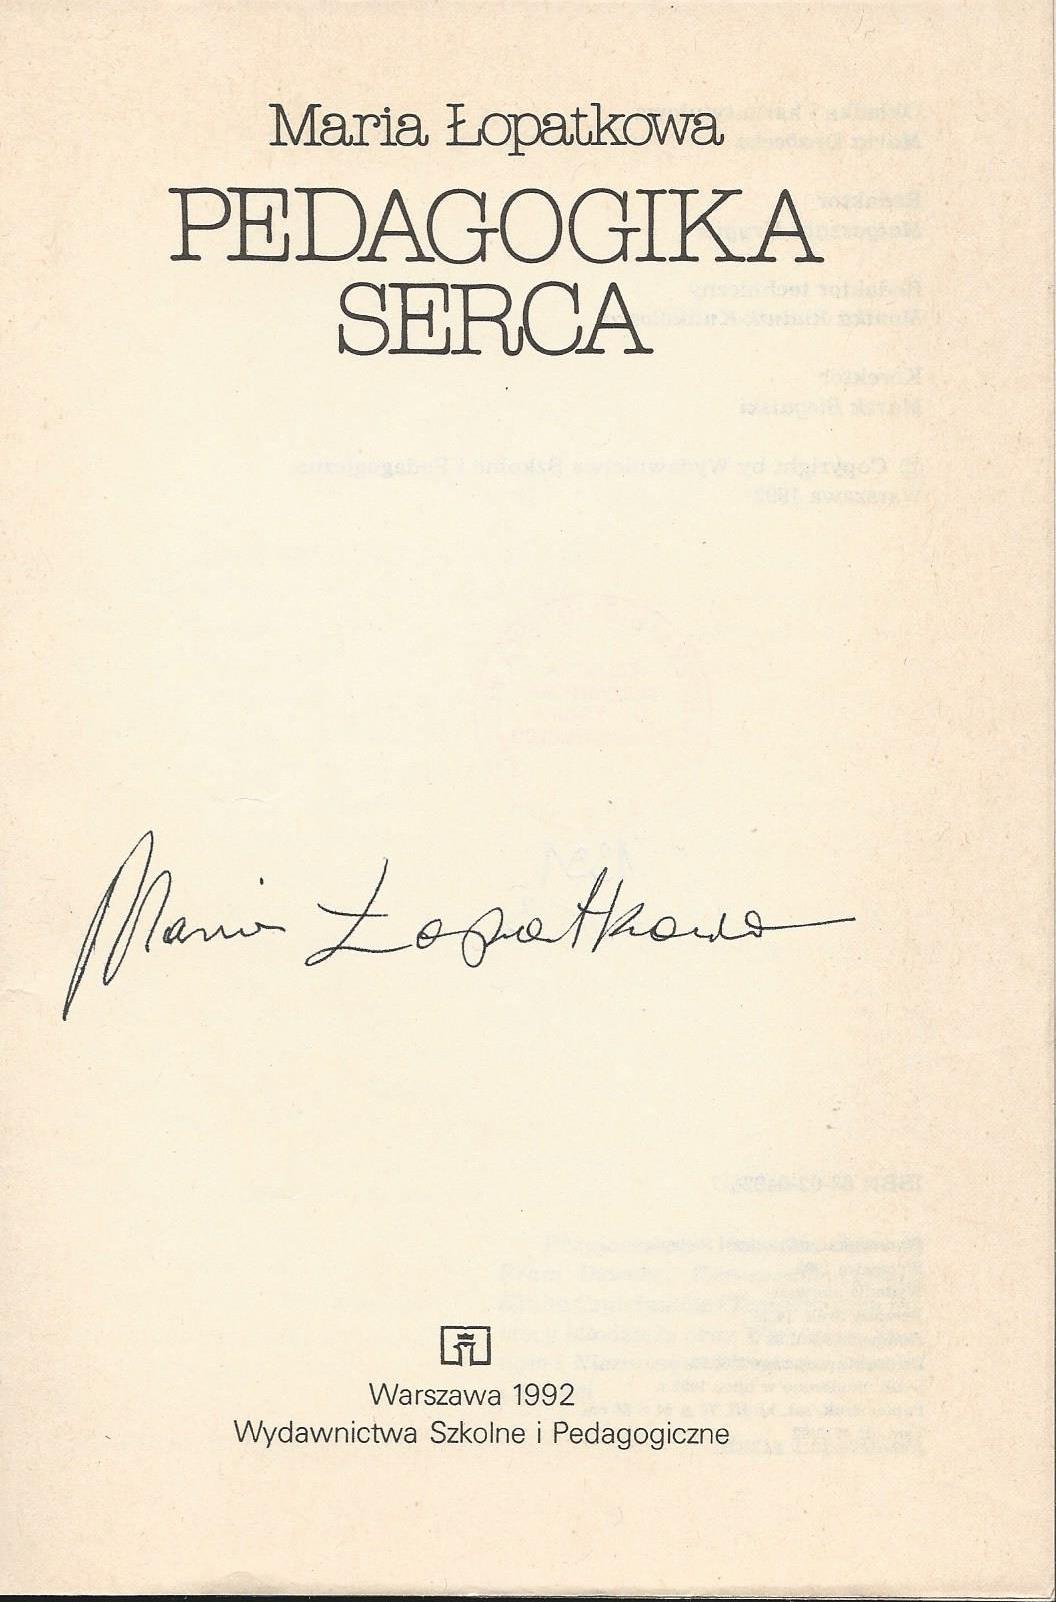 Maria Łopatkowa
PEDAGOGIKA
SERCA
Maria Łopatkowa
Warszawa 1992
Wydawnictwa Szkolne i Pedagogiczne